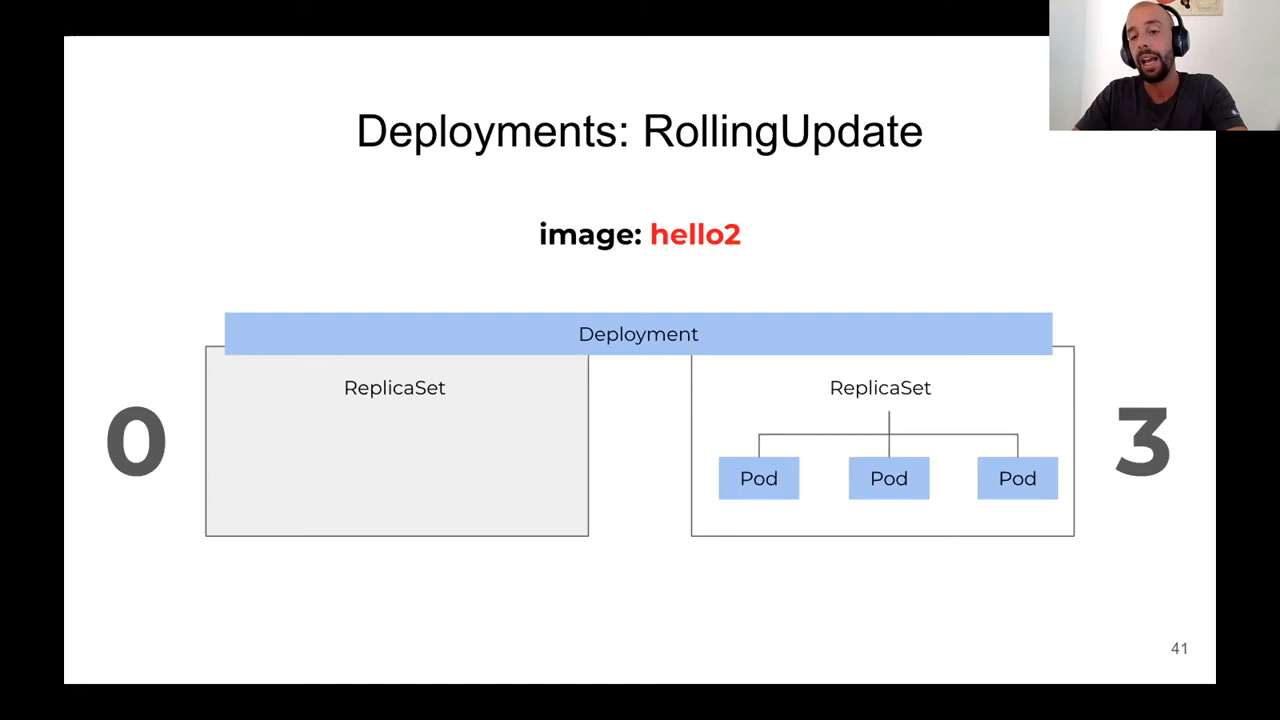 Deployments: RollingUpdate
image: hello2
Deployment
ReplicaSet
ReplicaSet
0
3
Pod
Pod
Pod
41